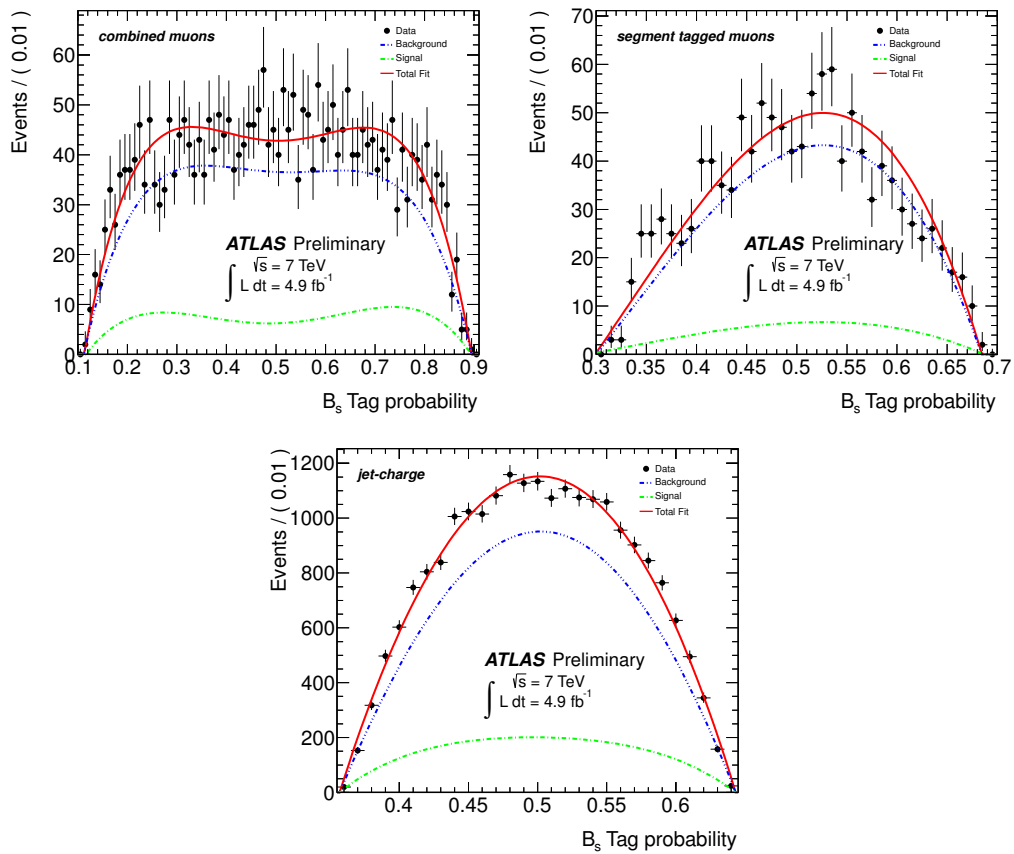 combined muons
Data
Background
Signal
Total Fit
Events / ( 0.01 )
60
50
40
30
20
10
0
ATLAS Preliminary
√s = 7 TeV
∫ L dt = 4.9 fb⁻¹
0.1 0.2 0.3 0.4 0.5 0.6 0.7 0.8 0.9
Bₛ Tag probability
segment tagged muons
Data
Background
Signal
Total Fit
Events / ( 0.01 )
70
60
50
40
30
20
10
0
ATLAS Preliminary
√s = 7 TeV
∫ L dt = 4.9 fb⁻¹
0.3 0.35 0.4 0.45 0.5 0.55 0.6 0.65 0.7
Bₛ Tag probability
jet-charge
Data
Background
Signal
Total Fit
Events / ( 0.01 )
1200
1000
800
600
400
200
0
ATLAS Preliminary
√s = 7 TeV
∫ L dt = 4.9 fb⁻¹
0.4 0.45 0.5 0.55 0.6
Bₛ Tag probability